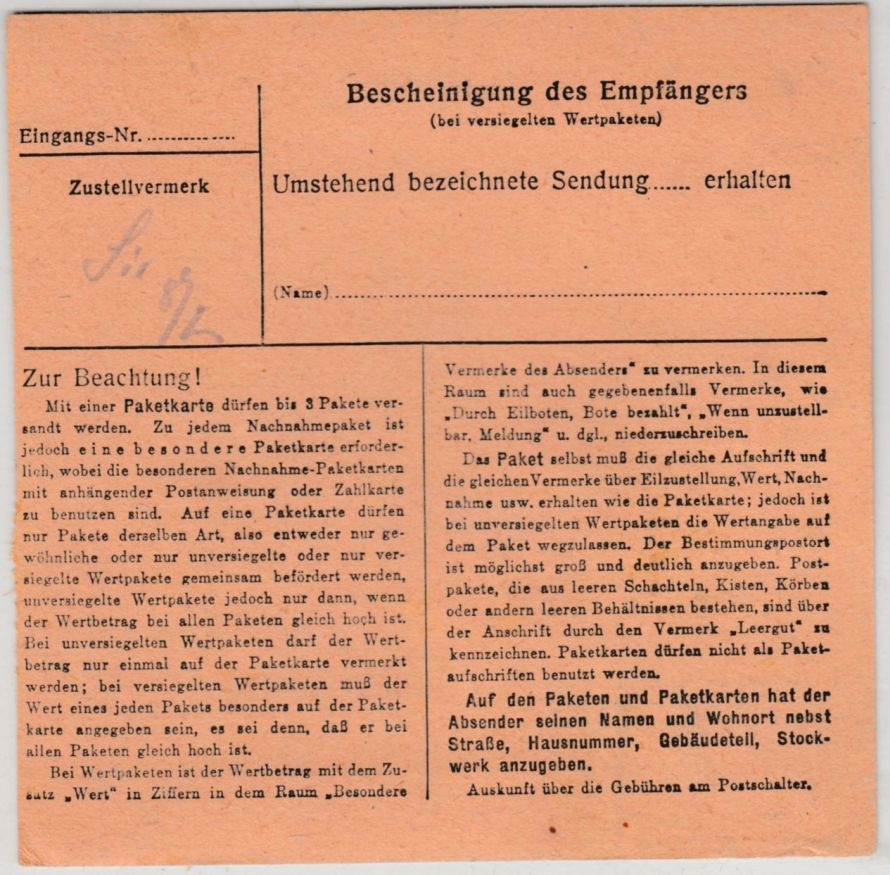 Eingangs-Nr. ................
Zustellvermerk
Bescheinigung des Empfängers
(bei versiegelten Wertpaketen)
Umstehend bezeichnete Sendung...... erhalten
(Name)........................................
Zur Beachtung!
Mit einer Paketkarte dürfen bis 3 Pakete ver-
sandt werden. Zu jedem Nachnahmepaket ist
jedoch eine besondere Paketkarte erforder-
lich, wobei die besonderen Nachnahme-Paketkarten
mit anhängender Postanweisung oder Zahlkarte
zu benutzen sind. Auf eine Paketkarte dürfen
nur Pakete derselben Art, also entweder nur ge-
wöhnliche oder nur unversiegelte oder nur ver-
siegelte Wertpakete gemeinsam befördert werden,
unversiegelte Wertpakete jedoch nur dann, wenn
der Wertbetrag bei allen Paketen gleich hoch ist.
Bei unversiegelten Wertpaketen darf der Wert-
betrag nur einmal auf der Paketkarte vermerkt
werden; bei versiegelten Wertpaketen muß der
Wert eines jeden Pakets besonders auf der Paket-
karte angegeben sein, es sei denn, daß er bei
allen Paketen gleich hoch ist.
Bei Wertpaketen ist der Wertbetrag mit dem Zu-
satz „Wert“ in Ziffern in dem Raum „Besondere
Vermerke des Absenders“ zu vermerken. In diesem
Raum sind auch gegebenenfalls Vermerke, wie
„Durch Eilboten, Bote bezahlt“, „Wenn unzustell-
bar, Meldung“ u. dgl., niederzuschreiben.
Das Paket selbst muß die gleiche Aufschrift und
die gleichen Vermerke über Eilzustellung, Wert, Nach-
nahme usw. erhalten wie die Paketkarte; jedoch ist
bei unversiegelten Wertpaketen die Wertangabe auf
dem Paket wegzulassen. Der Bestimmungspostort
ist möglichst groß und deutlich anzugeben. Post-
pakete, die aus leeren Schachteln, Kisten, Körben
oder andern leeren Behältnissen bestehen, sind über
der Anschrift durch den Vermerk „Leergut“ zu
kennzeichnen. Paketkarten dürfen nicht als Paket-
aufschriften benutzt werden.
Auf den Paketen und Paketkarten hat der
Absender seinen Namen und Wohnort nebst
Straße, Hausnummer, Gebäudeteil, Stock-
werk anzugeben.
Auskunft über die Gebühren am Postschalter.